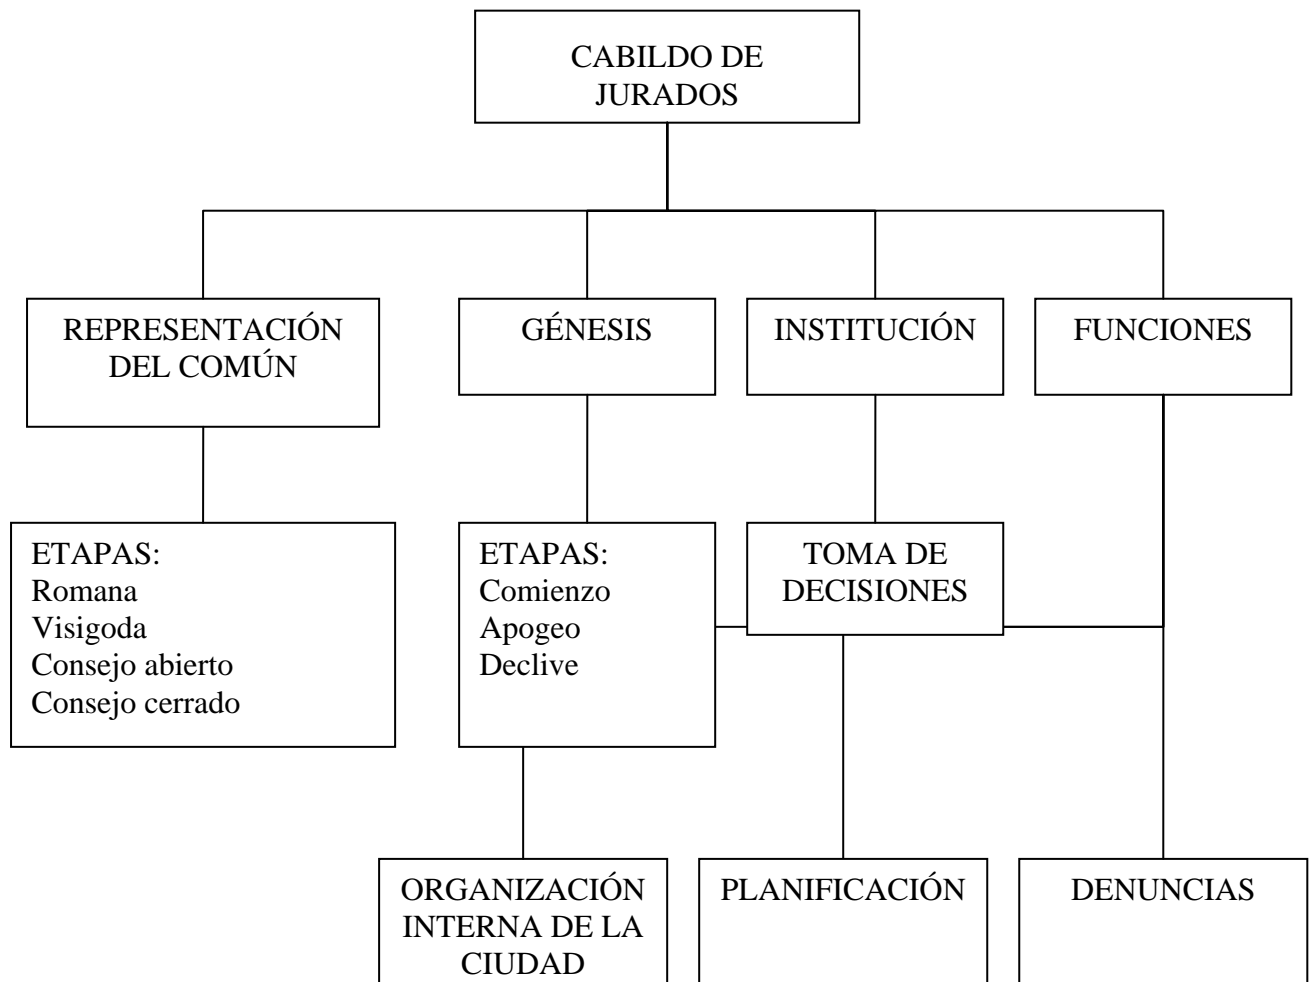 CABILDO DE
JURADOS
REPRESENTACIÓN
DEL COMÚN
GÉNESIS
INSTITUCIÓN
FUNCIONES
ETAPAS:
Romana
Visigoda
Consejo abierto
Consejo cerrado
ETAPAS:
Comienzo
Apogeo
Declive
TOMA DE
DECISIONES
ORGANIZACIÓN
INTERNA DE LA
CIUDAD
PLANIFICACIÓN
DENUNCIAS